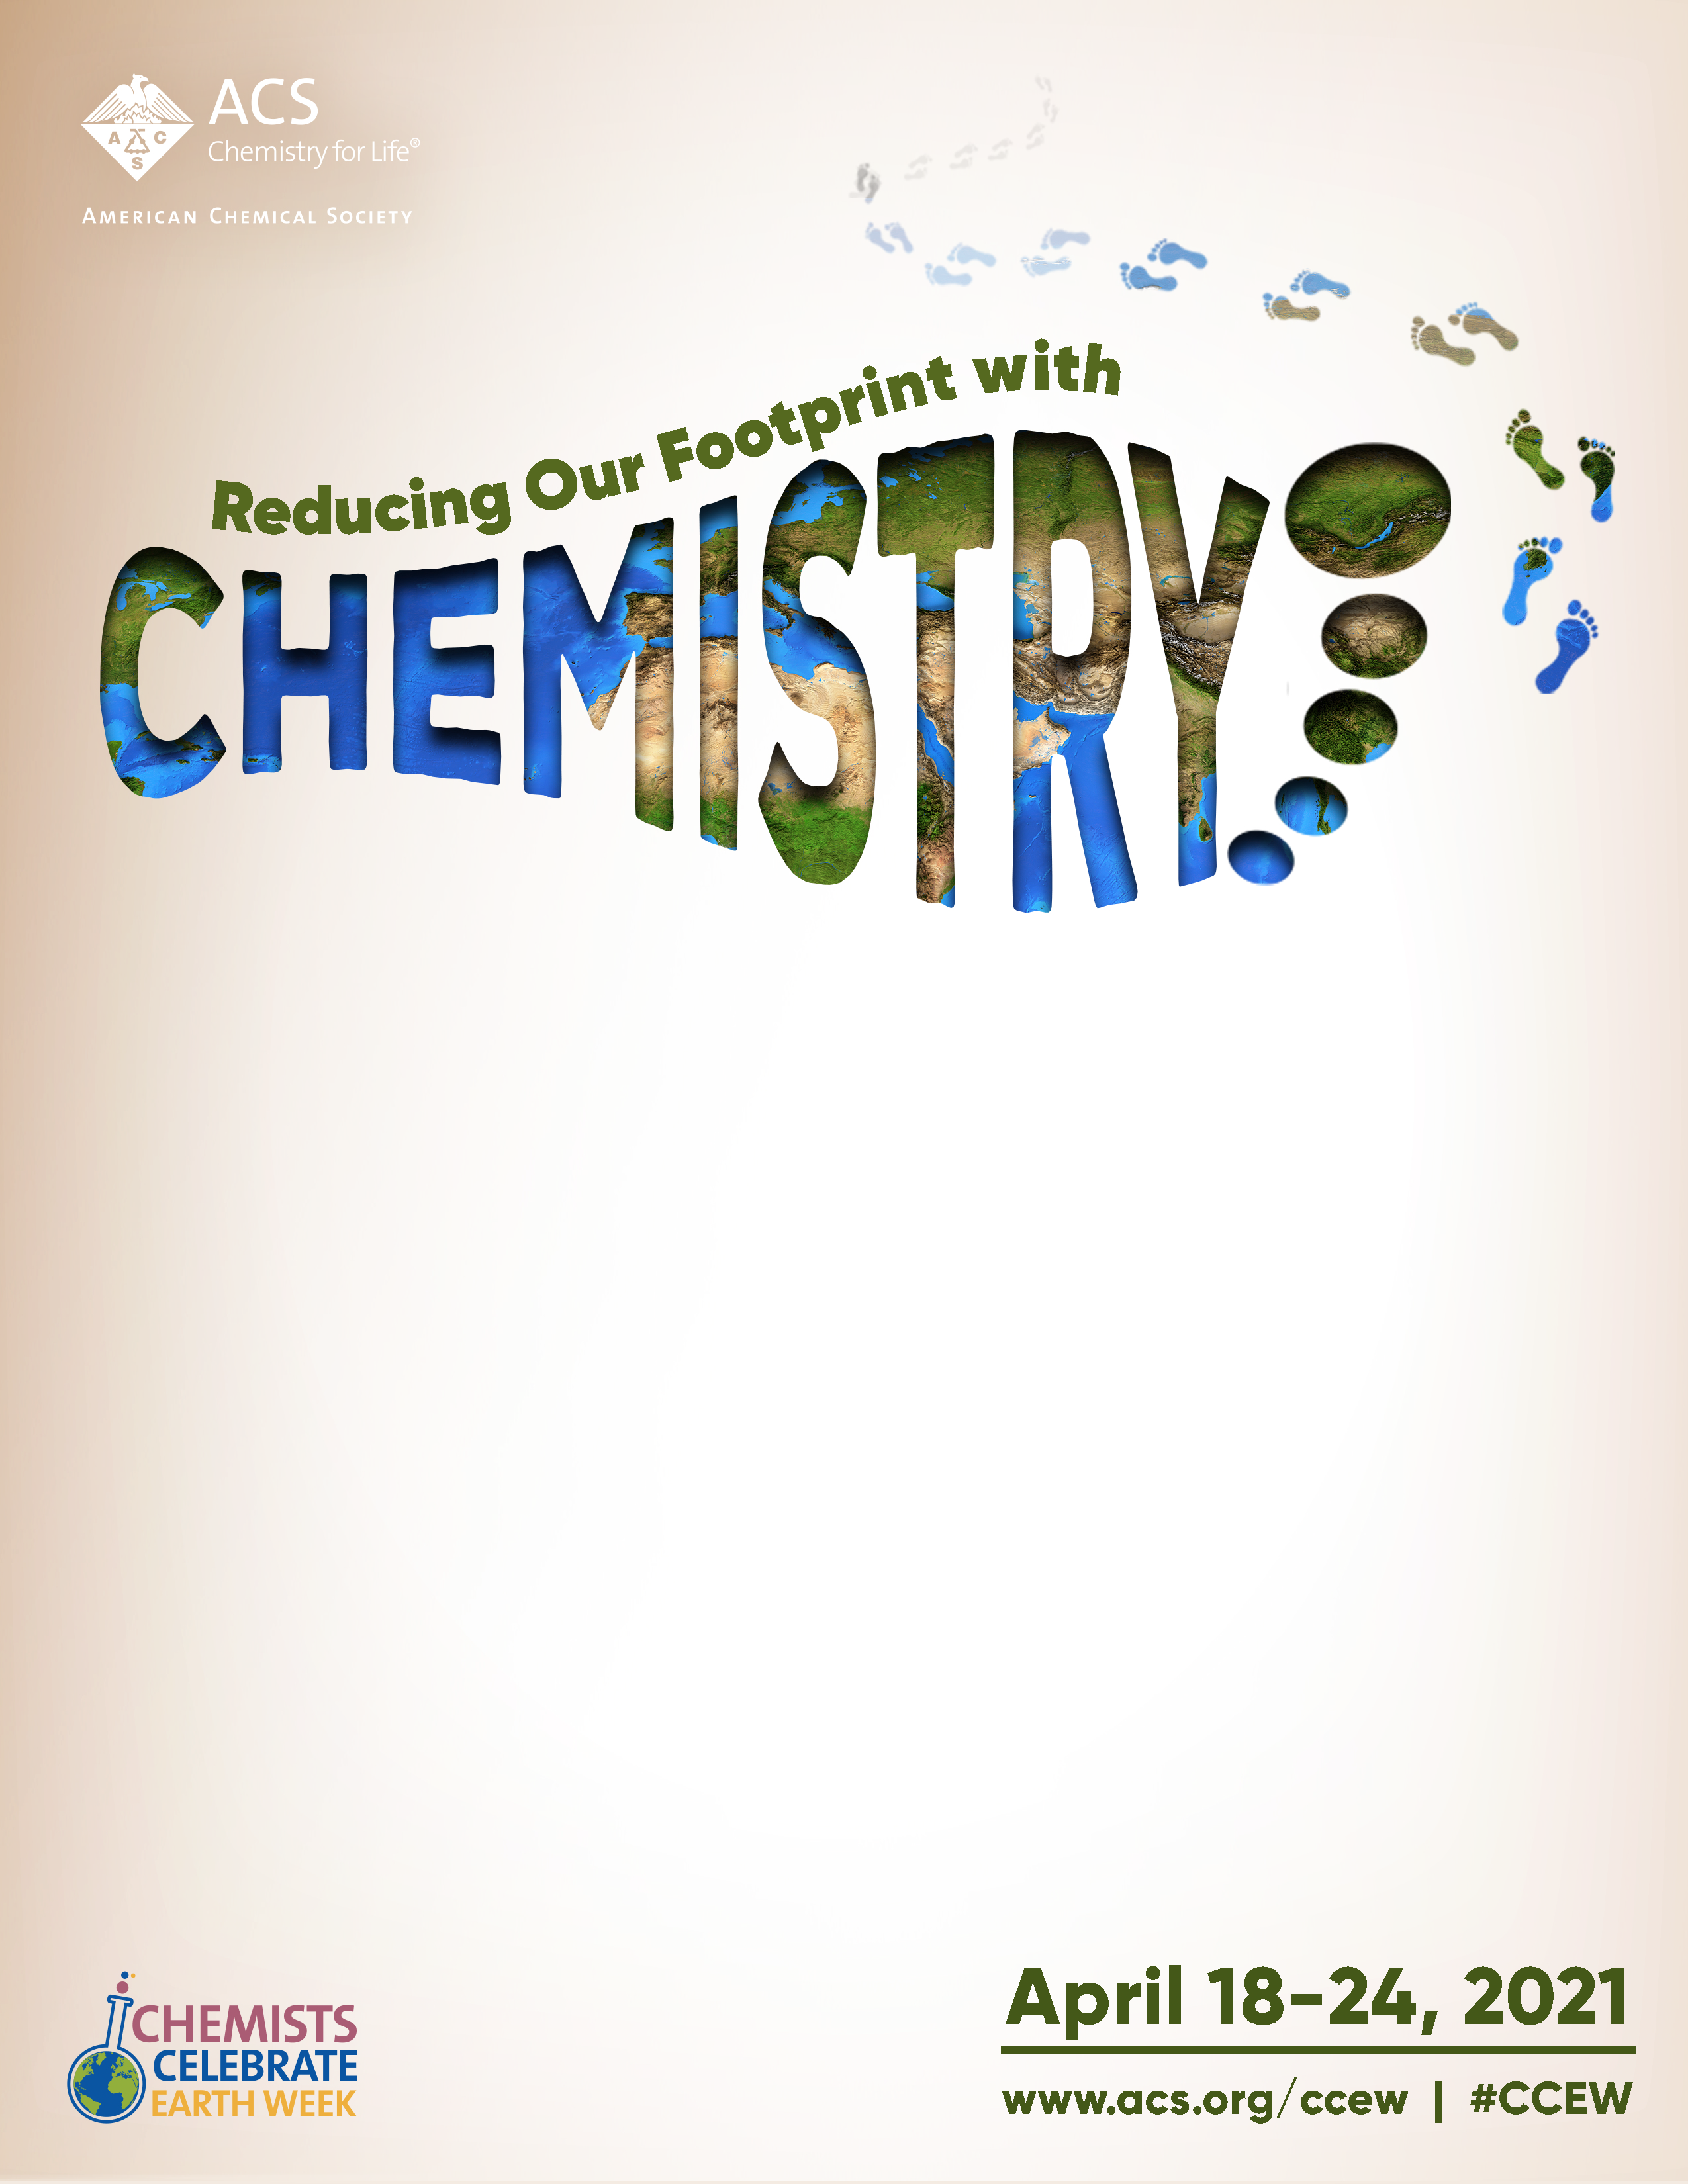 ACS
Chemistry for Life®
A C S
AMERICAN CHEMICAL SOCIETY
Reducing Our Footprint with
CHEMISTRY
CHEMISTS
CELEBRATE
EARTH WEEK
April 18-24, 2021
www.acs.org/ccew | #CCEW